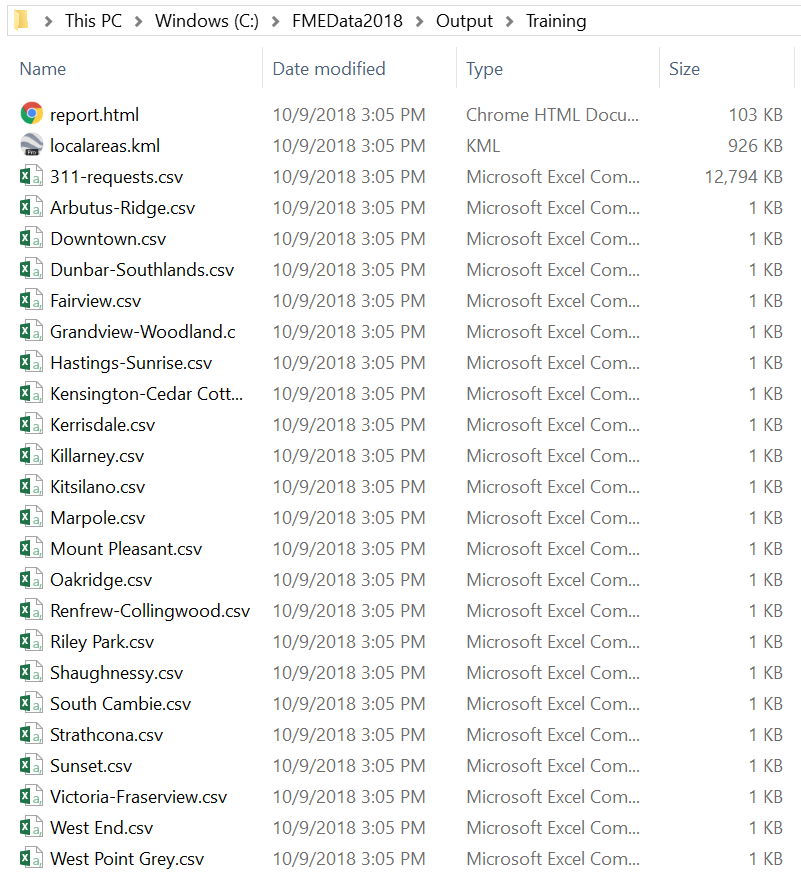 This PC > Windows (C:) > FMEData2018 > Output > Training
Name Date modified Type Size
report.html 10/9/2018 3:05 PM Chrome HTML Docu... 103 KB
localareas.kml 10/9/2018 3:05 PM KML 926 KB
311-requests.csv 10/9/2018 3:05 PM Microsoft Excel Com... 12,794 KB
Arbutus-Ridge.csv 10/9/2018 3:05 PM Microsoft Excel Com... 1 KB
Downtown.csv 10/9/2018 3:05 PM Microsoft Excel Com... 1 KB
Dunbar-Southlands.csv 10/9/2018 3:05 PM Microsoft Excel Com... 1 KB
Fairview.csv 10/9/2018 3:05 PM Microsoft Excel Com... 1 KB
Grandview-Woodland.c 10/9/2018 3:05 PM Microsoft Excel Com... 1 KB
Hastings-Sunrise.csv 10/9/2018 3:05 PM Microsoft Excel Com... 1 KB
Kensington-Cedar Cott... 10/9/2018 3:05 PM Microsoft Excel Com... 1 KB
Kerrisdale.csv 10/9/2018 3:05 PM Microsoft Excel Com... 1 KB
Killarney.csv 10/9/2018 3:05 PM Microsoft Excel Com... 1 KB
Kitsilano.csv 10/9/2018 3:05 PM Microsoft Excel Com... 1 KB
Marpole.csv 10/9/2018 3:05 PM Microsoft Excel Com... 1 KB
Mount Pleasant.csv 10/9/2018 3:05 PM Microsoft Excel Com... 1 KB
Oakridge.csv 10/9/2018 3:05 PM Microsoft Excel Com... 1 KB
Renfrew-Collingwood.csv 10/9/2018 3:05 PM Microsoft Excel Com... 1 KB
Riley Park.csv 10/9/2018 3:05 PM Microsoft Excel Com... 1 KB
Shaughnessy.csv 10/9/2018 3:05 PM Microsoft Excel Com... 1 KB
South Cambie.csv 10/9/2018 3:05 PM Microsoft Excel Com... 1 KB
Strathcona.csv 10/9/2018 3:05 PM Microsoft Excel Com... 1 KB
Sunset.csv 10/9/2018 3:05 PM Microsoft Excel Com... 1 KB
Victoria-Fraserview.csv 10/9/2018 3:05 PM Microsoft Excel Com... 1 KB
West End.csv 10/9/2018 3:05 PM Microsoft Excel Com... 1 KB
West Point Grey.csv 10/9/2018 3:05 PM Microsoft Excel Com... 1 KB